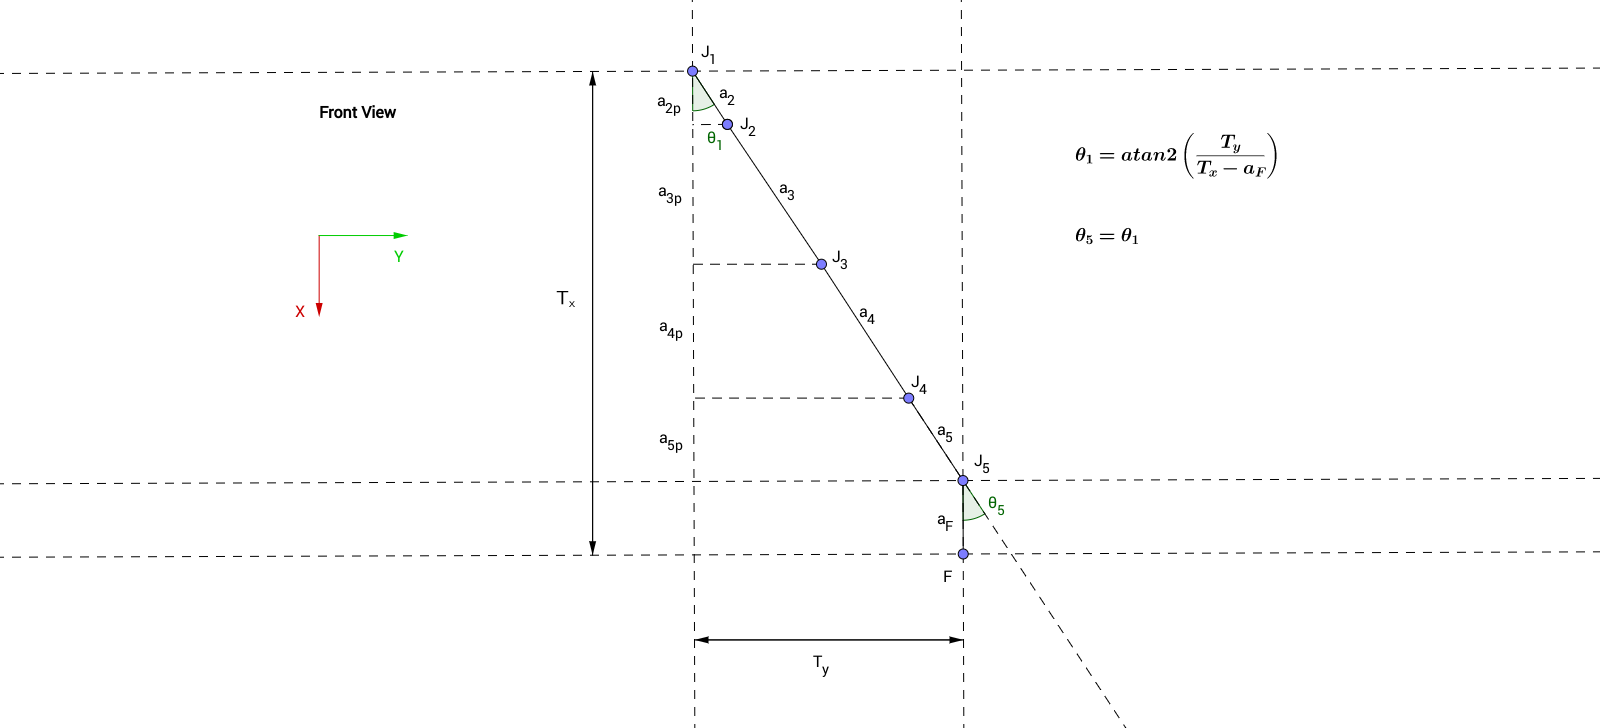 J1
Front View
a2p
a2
J2
θ1
θ1 = atan2 (Ty / (Tx − aF))
a3p
a3
θ5 = θ1
Y
J3
X
Tx
a4p
a4
J4
a5p
a5
J5
θ5
aF
F
Ty